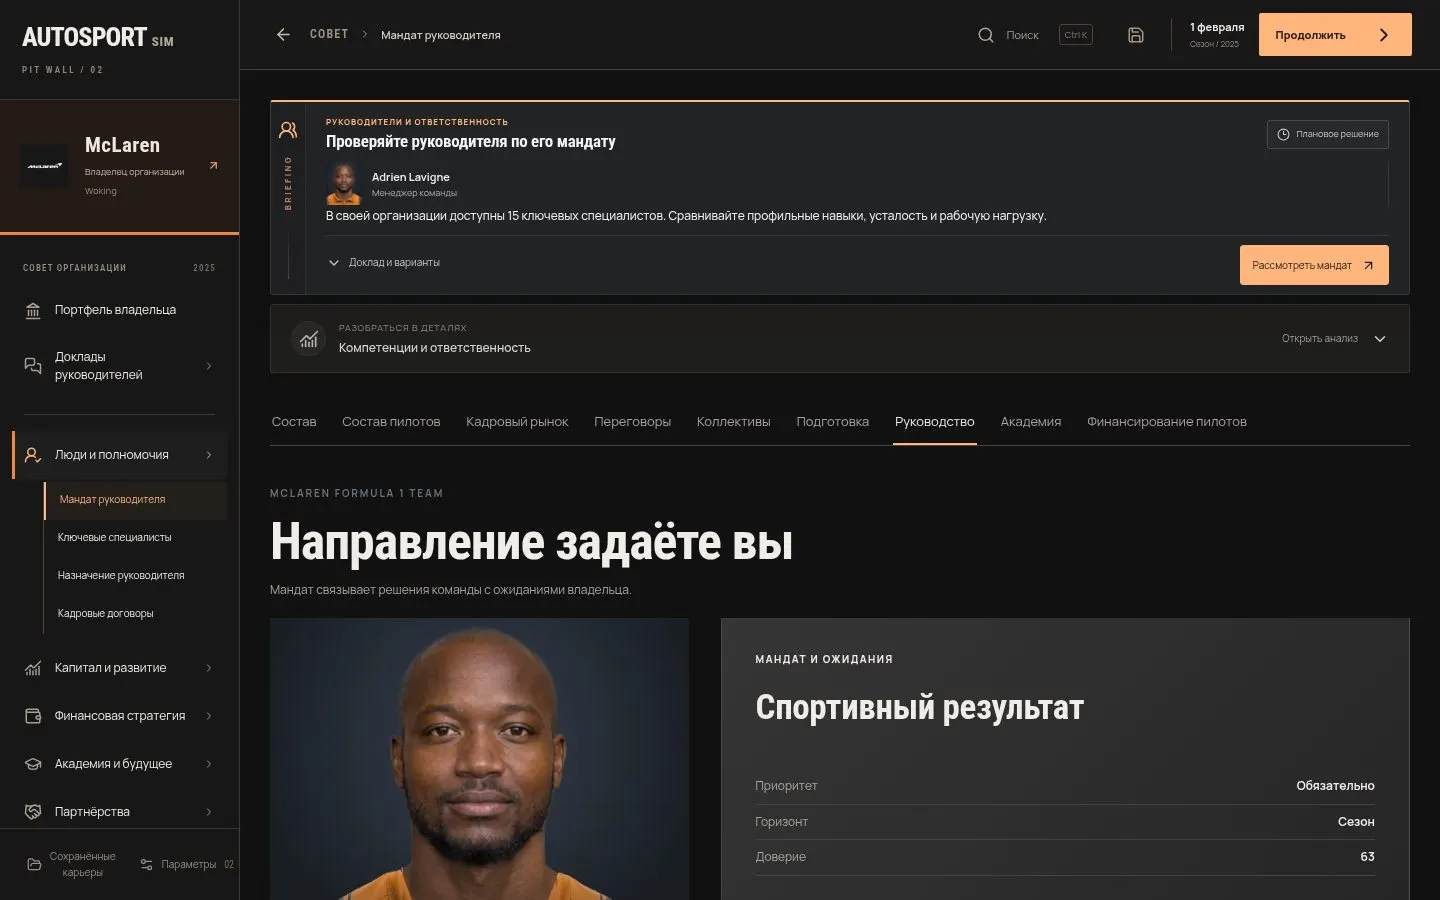 AUTOSPORT SIM
PIT WALL / 02
McLaren
McLaren
Владелец организации
Woking
СОВЕТ ОРГАНИЗАЦИИ 2025
Портфель владельца
Доклады
руководителей
Люди и полномочия
Мандат руководителя
Ключевые специалисты
Назначение руководителя
Кадровые договоры
Капитал и развитие
Финансовая стратегия
Академия и будущее
Партнёрства
Сохранённые
карьеры
Параметры 02
СОВЕТ
Мандат руководителя
Поиск
Ctrl K
1 февраля
Сезон / 2025
Продолжить
BRIEFING
РУКОВОДИТЕЛИ И ОТВЕТСТВЕННОСТЬ
Проверяйте руководителя по его мандату
Плановое решение
Adrien Lavigne
Менеджер команды
В своей организации доступны 15 ключевых специалистов. Сравнивайте профильные навыки, усталость и рабочую нагрузку.
Доклад и варианты
Рассмотреть мандат
РАЗОБРАТЬСЯ В ДЕТАЛЯХ
Компетенции и ответственность
Открыть анализ
Состав Состав пилотов Кадровый рынок Переговоры Коллективы Подготовка Руководство Академия Финансирование пилотов
MCLAREN FORMULA 1 TEAM
Направление задаёте вы
Мандат связывает решения команды с ожиданиями владельца.
МАНДАТ И ОЖИДАНИЯ
Спортивный результат
Приоритет Обязательно
Горизонт Сезон
Доверие 63